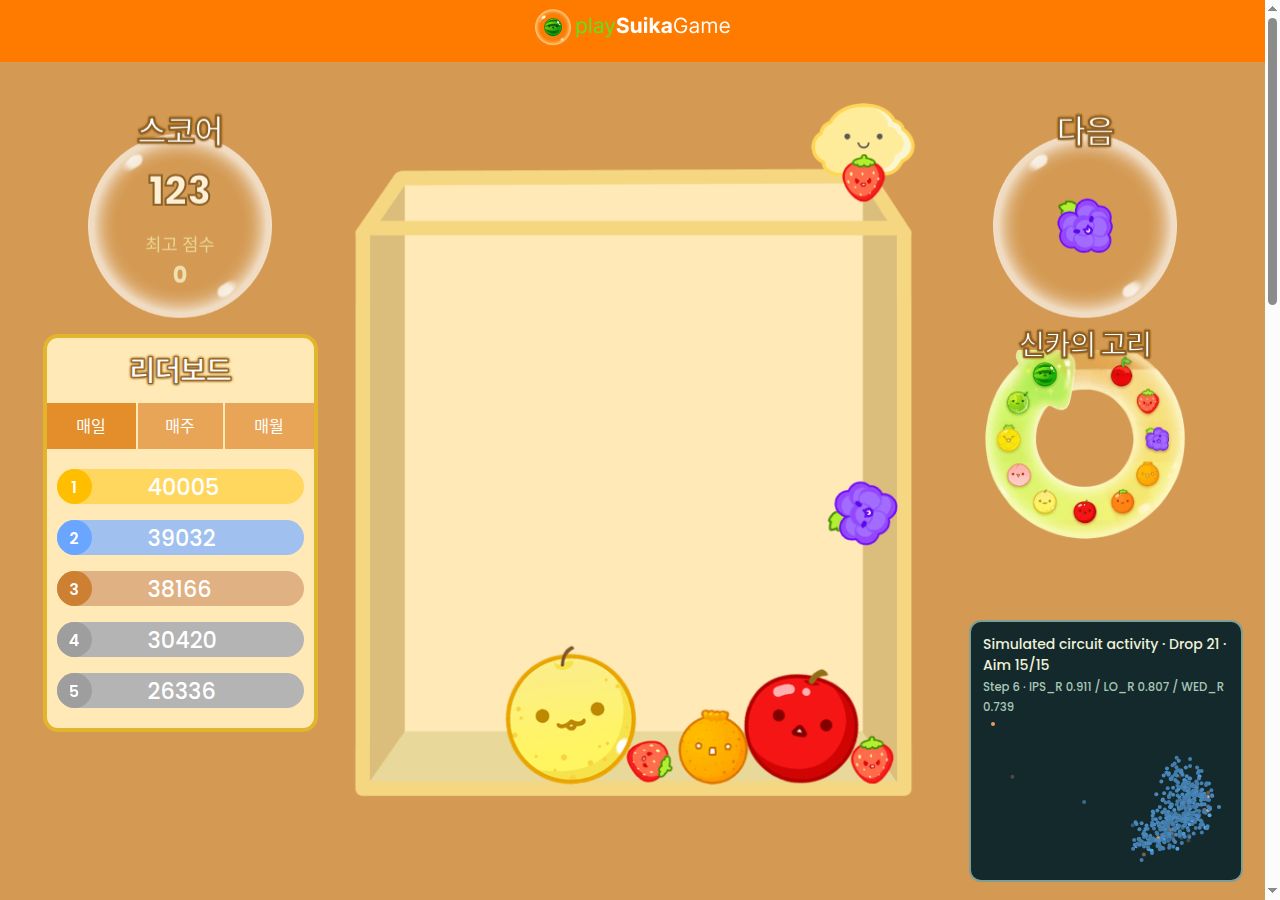 playSuikaGame
스코어
123
최고 점수
0
다음
리더보드
매일 매주 매월
1 40005
2 39032
3 38166
4 30420
5 26336
신카의 고리
Simulated circuit activity · Drop 21 ·
Aim 15/15
Step 6 · IPS_R 0.911 / LO_R 0.807 / WED_R
0.739